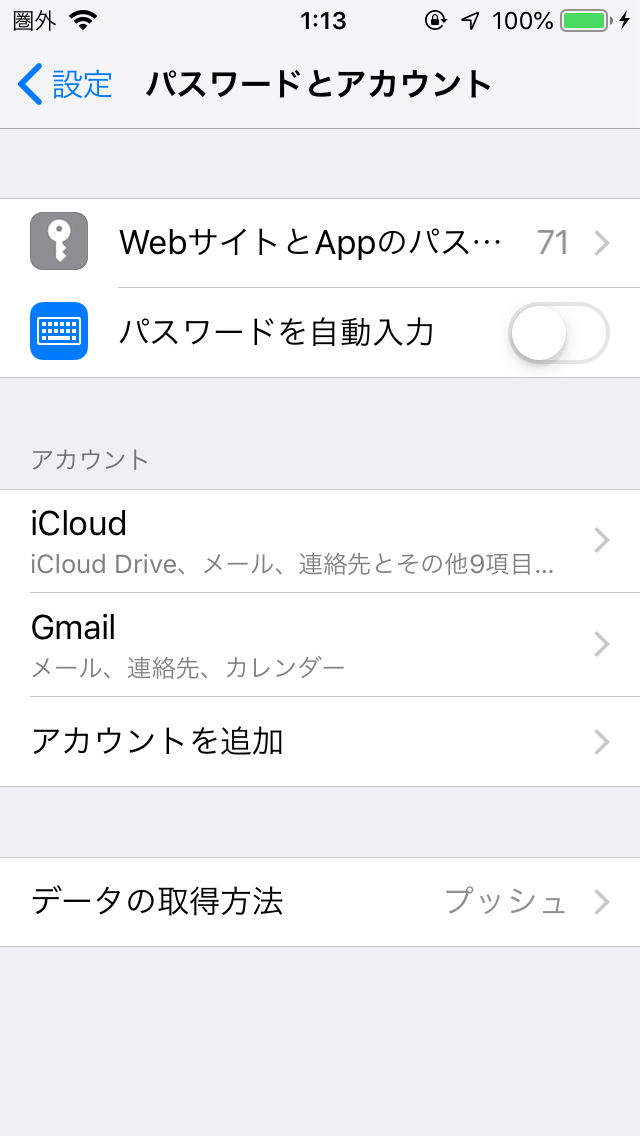 圏外 1:13 100%
設定 パスワードとアカウント
WebサイトとAppのパス… 71
パスワードを自動入力
アカウント
iCloud
iCloud Drive、メール、連絡先とその他9項目...
Gmail
メール、連絡先、カレンダー
アカウントを追加
データの取得方法 プッシュ